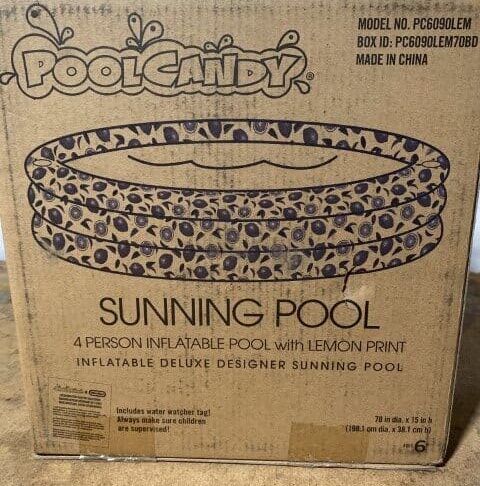 MODEL NO. PC6090LEM
BOX ID: PC6090LEM70BD
MADE IN CHINA
POOLCANDY®
SUNNING POOL
4 PERSON INFLATABLE POOL with LEMON PRINT
INFLATABLE DELUXE DESIGNER SUNNING POOL
Includes water watcher tag!
Always make sure children
are supervised!
78 in dia. x 15 in h
(198.1 cm dia. x 38.1 cm h)
6